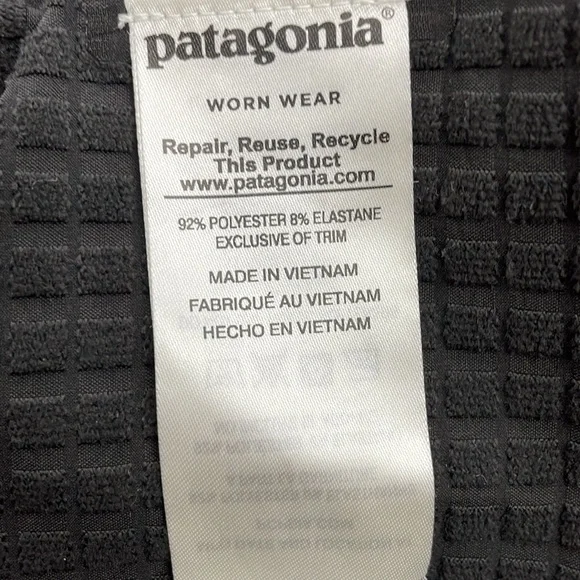 patagonia®
WORN WEAR
Repair, Reuse, Recycle
This Product
www.patagonia.com
92% POLYESTER 8% ELASTANE
EXCLUSIVE OF TRIM
MADE IN VIETNAM
FABRIQUÉ AU VIETNAM
HECHO EN VIETNAM